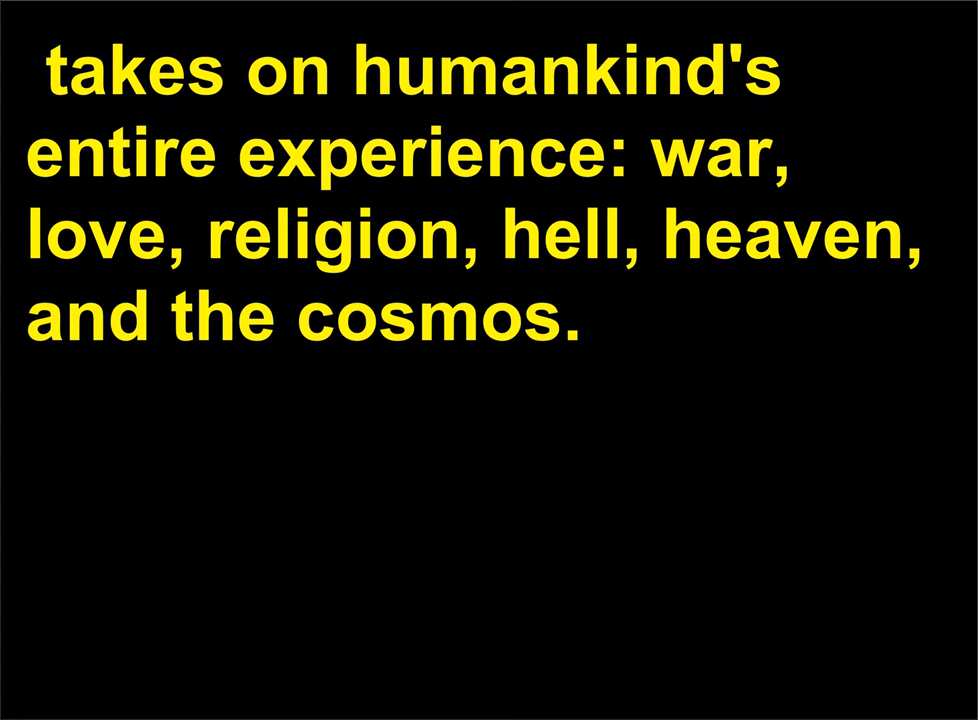 takes on humankind's
entire experience: war,
love, religion, hell, heaven,
and the cosmos.